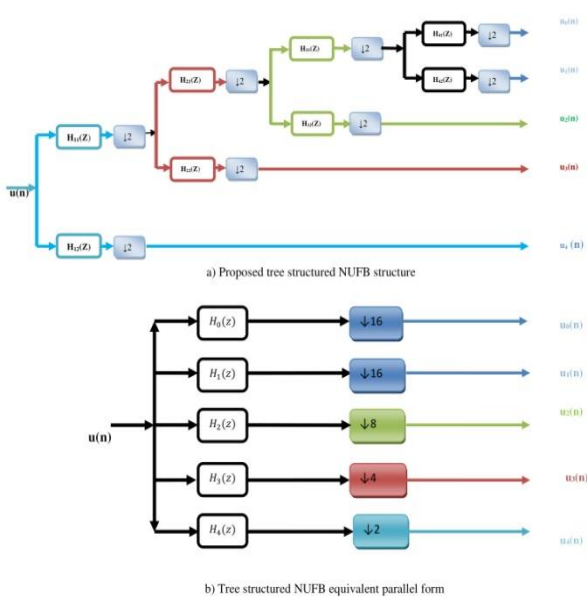 u₀(n)
H₄₁(Z) ↓2
H₃₁(Z) ↓2
H₄₂(Z) ↓2 u₁(n)
H₂₁(Z) ↓2
H₃₂(Z) ↓2 u₂(n)
H₁₁(Z) ↓2
H₂₂(Z) ↓2 u₃(n)
u(n)
H₁₂(Z) ↓2 u₄ (n)
a) Proposed tree structured NUFB structure
H₀(z) ↓16 u₀(n)
H₁(z) ↓16 u₁(n)
H₂(z) ↓8 u₂(n)
u(n)
H₃(z) ↓4 u₃(n)
H₄(z) ↓2 u₄(n)
b) Tree structured NUFB equivalent parallel form